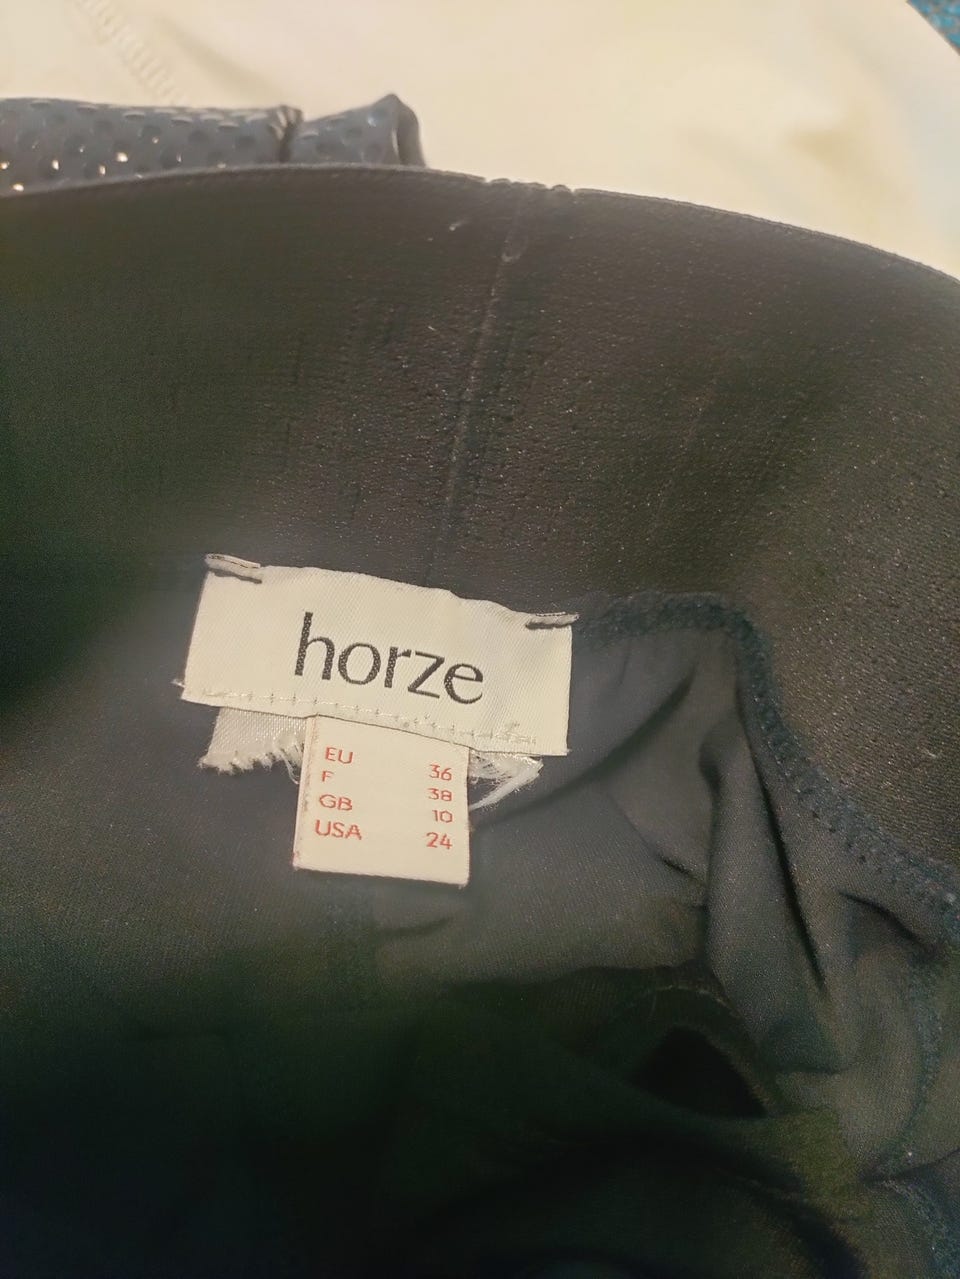 horze
EU 36
F 38
GB 10
USA 24